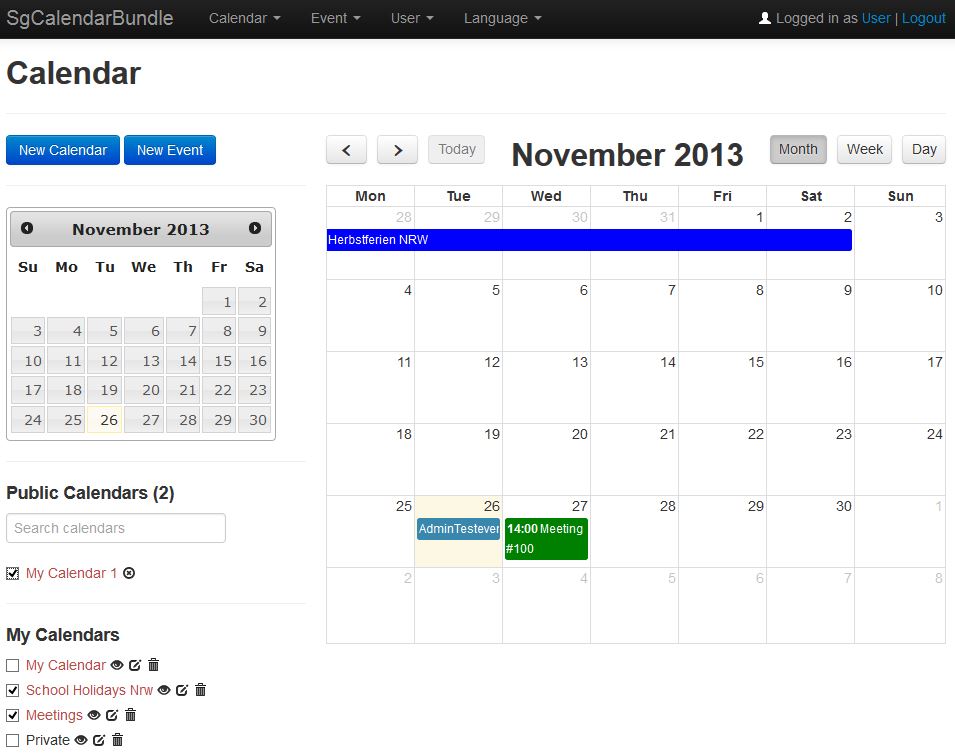 SgCalendarBundle Calendar Event User Language Logged in as User | Logout
Calendar
New Calendar New Event
November 2013
Su Mo Tu We Th Fr Sa
1 2
3 4 5 6 7 8 9
10 11 12 13 14 15 16
17 18 19 20 21 22 23
24 25 26 27 28 29 30
Public Calendars (2)
Search calendars
My Calendar 1
My Calendars
My Calendar
School Holidays Nrw
Meetings
Private
Today November 2013 Month Week Day
Mon Tue Wed Thu Fri Sat Sun
28 29 30 31 1 2 3
Herbstferien NRW
4 5 6 7 8 9 10
11 12 13 14 15 16 17
18 19 20 21 22 23 24
25 26 27 28 29 30 1
AdminTestever 14:00 Meeting
#100
2 3 4 5 6 7 8